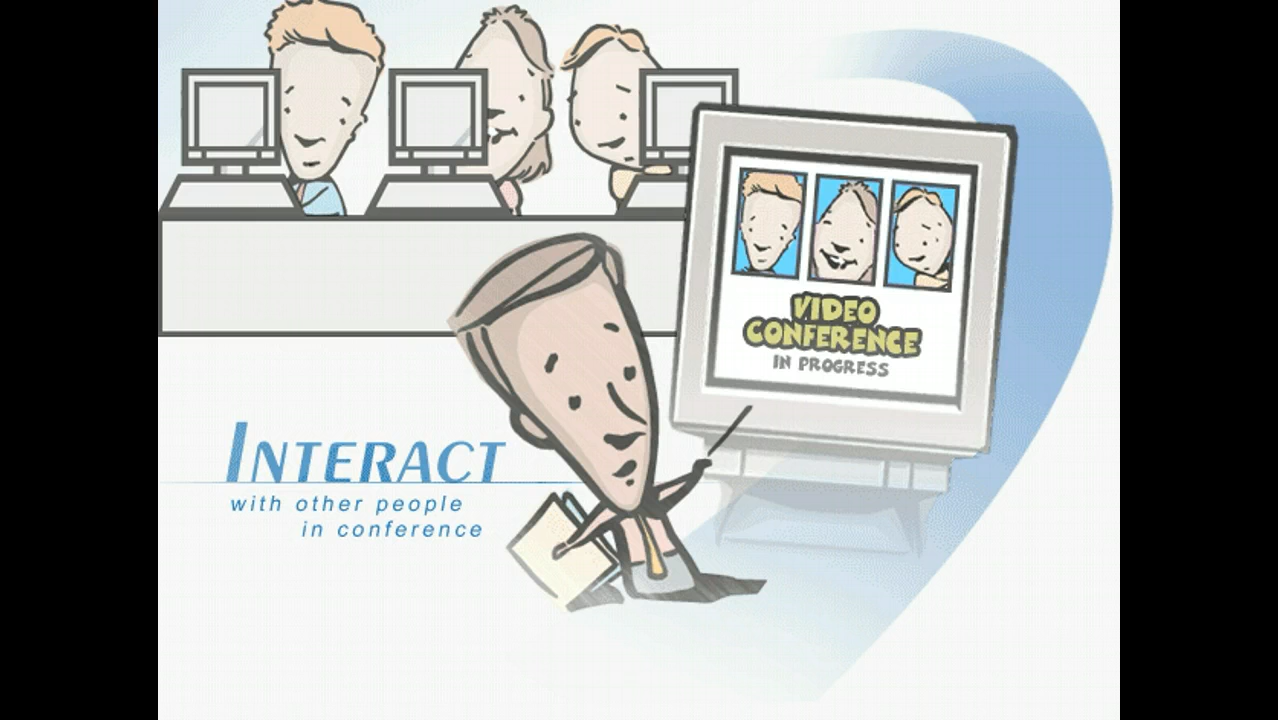 VIDEO
CONFERENCE
IN PROGRESS
INTERACT
with other people
in conference